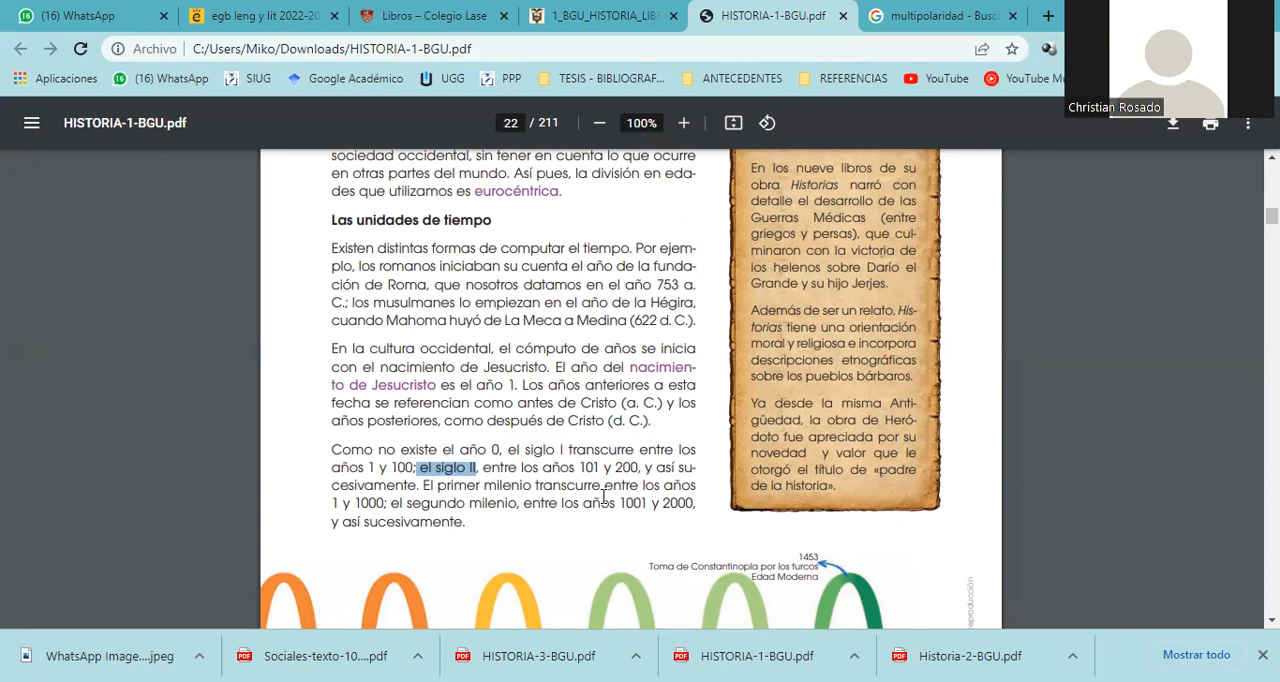 (16) WhatsApp
egb leng y lit 2022-20
Libros – Colegio Lase
1_BGU_HISTORIA_LIBR
HISTORIA-1-BGU.pdf
multipolaridad - Busc
Archivo
C:/Users/Miko/Downloads/HISTORIA-1-BGU.pdf
Aplicaciones
(16) WhatsApp
SIUG
Google Académico
UGG
PPP
TESIS - BIBLIOGRAF...
ANTECEDENTES
REFERENCIAS
YouTube
YouTube Mu
Christian Rosado
HISTORIA-1-BGU.pdf
22 / 211
100%
sociedad occidental, sin tener en cuenta lo que ocurre
en otras partes del mundo. Así pues, la división en eda-
des que utilizamos es eurocéntrica.
Las unidades de tiempo
Existen distintas formas de computar el tiempo. Por ejem-
plo, los romanos iniciaban su cuenta el año de la funda-
ción de Roma, que nosotros datamos en el año 753 a.
C.; los musulmanes lo empiezan en el año de la Hégira,
cuando Mahoma huyó de La Meca a Medina (622 d. C.).
En la cultura occidental, el cómputo de años se inicia
con el nacimiento de Jesucristo. El año del nacimien-
to de Jesucristo es el año 1. Los años anteriores a esta
fecha se referencian como antes de Cristo (a. C.) y los
años posteriores, como después de Cristo (d. C.).
Como no existe el año 0, el siglo I transcurre entre los
años 1 y 100; el siglo II, entre los años 101 y 200, y así su-
cesivamente. El primer milenio transcurre entre los años
1 y 1000; el segundo milenio, entre los años 1001 y 2000,
y así sucesivamente.
En los nueve libros de su
obra Historias narró con
detalle el desarrollo de las
Guerras Médicas (entre
griegos y persas), que cul-
minaron con la victoria de
los helenos sobre Darío el
Grande y su hijo Jerjes.
Además de ser un relato, His-
torias tiene una orientación
moral y religiosa e incorpora
descripciones etnográficas
sobre los pueblos bárbaros.
Ya desde la misma Anti-
güedad, la obra de Heró-
doto fue apreciada por su
novedad y valor que le
otorgó el título de «padre
de la historia».
1453
Toma de Constantinopla por los turcos
Edad Moderna
eproducción
WhatsApp Image....jpeg
Sociales-texto-10....pdf
HISTORIA-3-BGU.pdf
HISTORIA-1-BGU.pdf
Historia-2-BGU.pdf
Mostrar todo